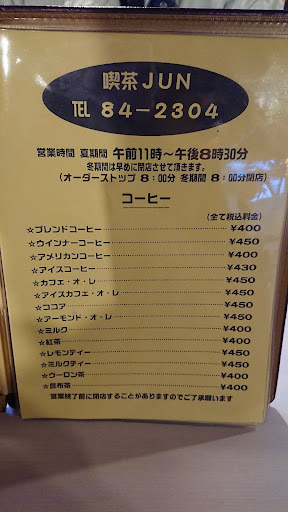 喫茶JUN
TEL 84-2304
営業時間 夏期間 午前11時～午後8時30分
冬期間は早めに閉店させて頂きます。
(オーダーストップ 8:00分 冬期間 8:00分閉店)
コーヒー
(全て税込料金)
☆ブレンドコーヒー ¥400
☆ウインナーコーヒー ¥450
☆アメリカンコーヒー ¥400
☆アイスコーヒー ¥430
☆カフェ・オ・レ ¥450
☆アイスカフェ・オ・レ ¥450
☆ココア ¥450
☆アーモンド・オ・レ ¥450
☆ミルク ¥400
☆紅茶 ¥400
☆レモンティー ¥450
☆ミルクティー ¥450
☆ウーロン茶 ¥400
☆昆布茶 ¥400
営業終了前に閉店することがありますのでご了承願います